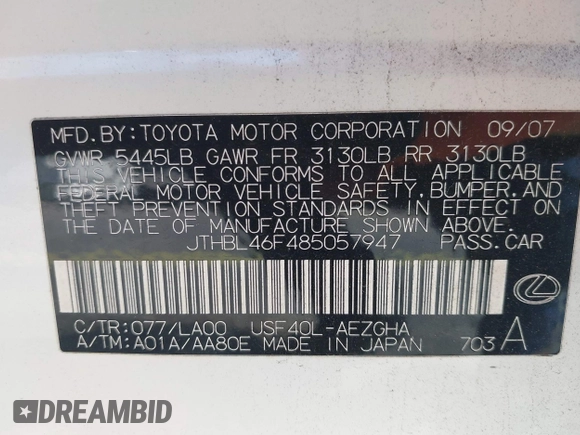 MFD.BY:TOYOTA MOTOR CORPORATION 09/07
GVWR 5445LB GAWR FR 3130LB RR 3130LB
THIS VEHICLE CONFORMS TO ALL APPLICABLE
FEDERAL MOTOR VEHICLE SAFETY,BUMPER,AND
THEFT PREVENTION STANDARDS IN EFFECT ON
THE DATE OF MANUFACTURE SHOWN ABOVE.
JTHBL46F485057947 PASS.CAR
C/TR:077/LA00 USF40L-AEZGHA
A/TM:A01A/AA80E MADE IN JAPAN 703 A
DREAMBID